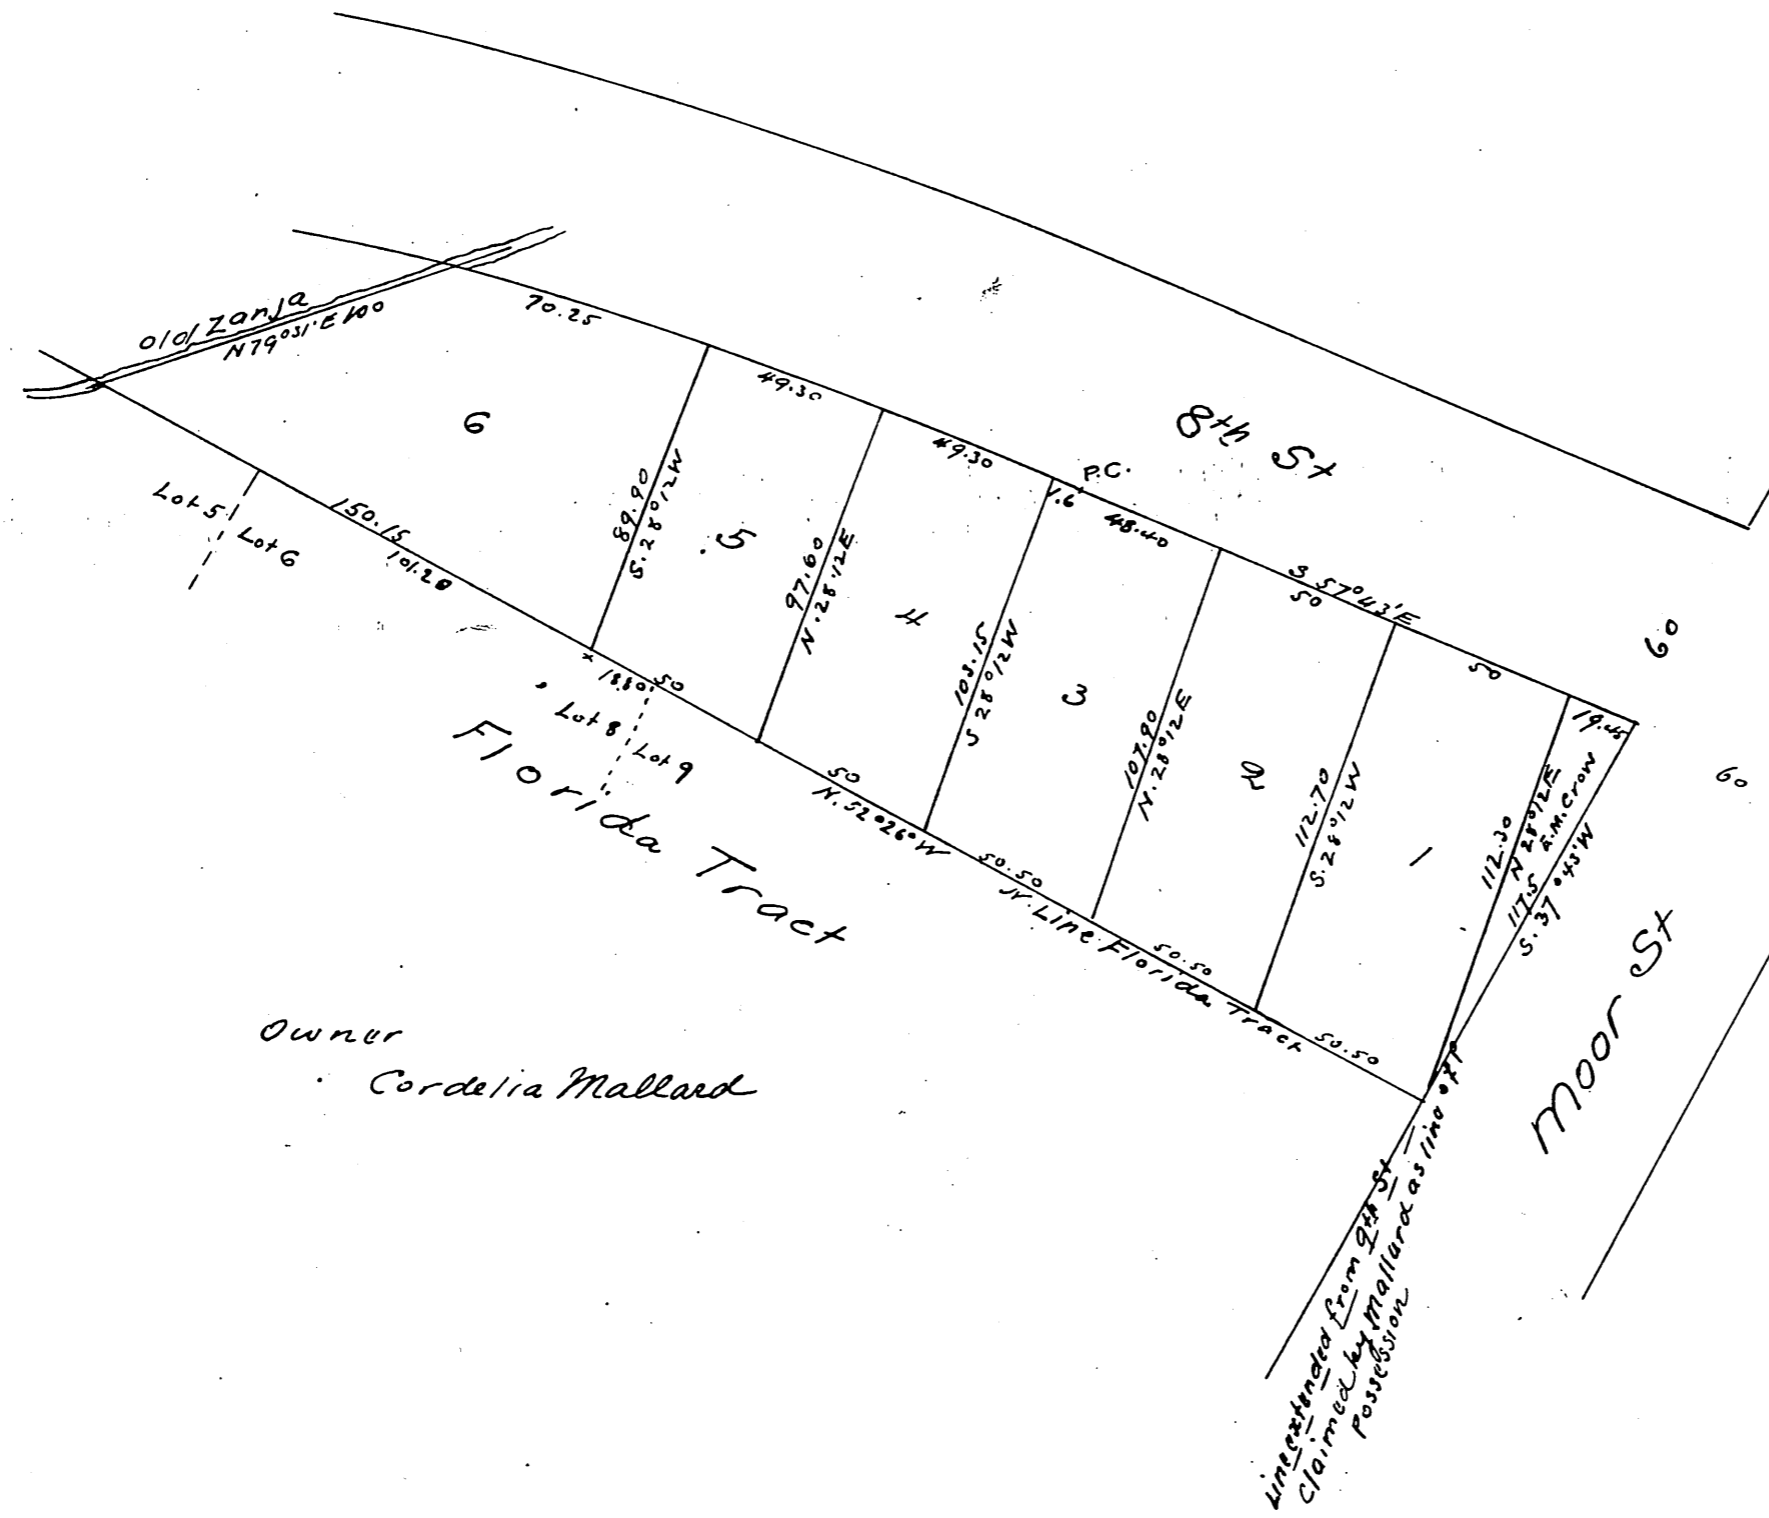 Old Zanja
N79°31'E 100
70.25
49.30
49.30
P.C.
1.6
48.40
8th St
S 57°43'E
50
50
19.45
60
60
6
5
4
3
2
1
89.90
S.28°12W
97.60
N.28°12E
103.15
S 28°12W
107.90
N.28°12E
112.70
S.28°12W
112.30
N 28°12E
E.M. Crow
117.5
S.37°43'W
Lot 5
Lot 6
150.15
101.20
18.80
50
Lot 8
Lot 9
50
N.52°26°W
50.50
N. Line Florida Tract
50.50
50.50
Florida Tract
Moor St
Owner
Cordelia Mallard
Line extended from 9th St
Claimed by Mallard as line of
Possession